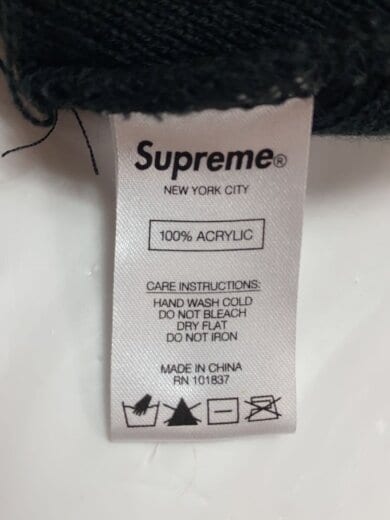 Supreme®
NEW YORK CITY
100% ACRYLIC
CARE INSTRUCTIONS:
HAND WASH COLD
DO NOT BLEACH
DRY FLAT
DO NOT IRON
MADE IN CHINA
RN 101837